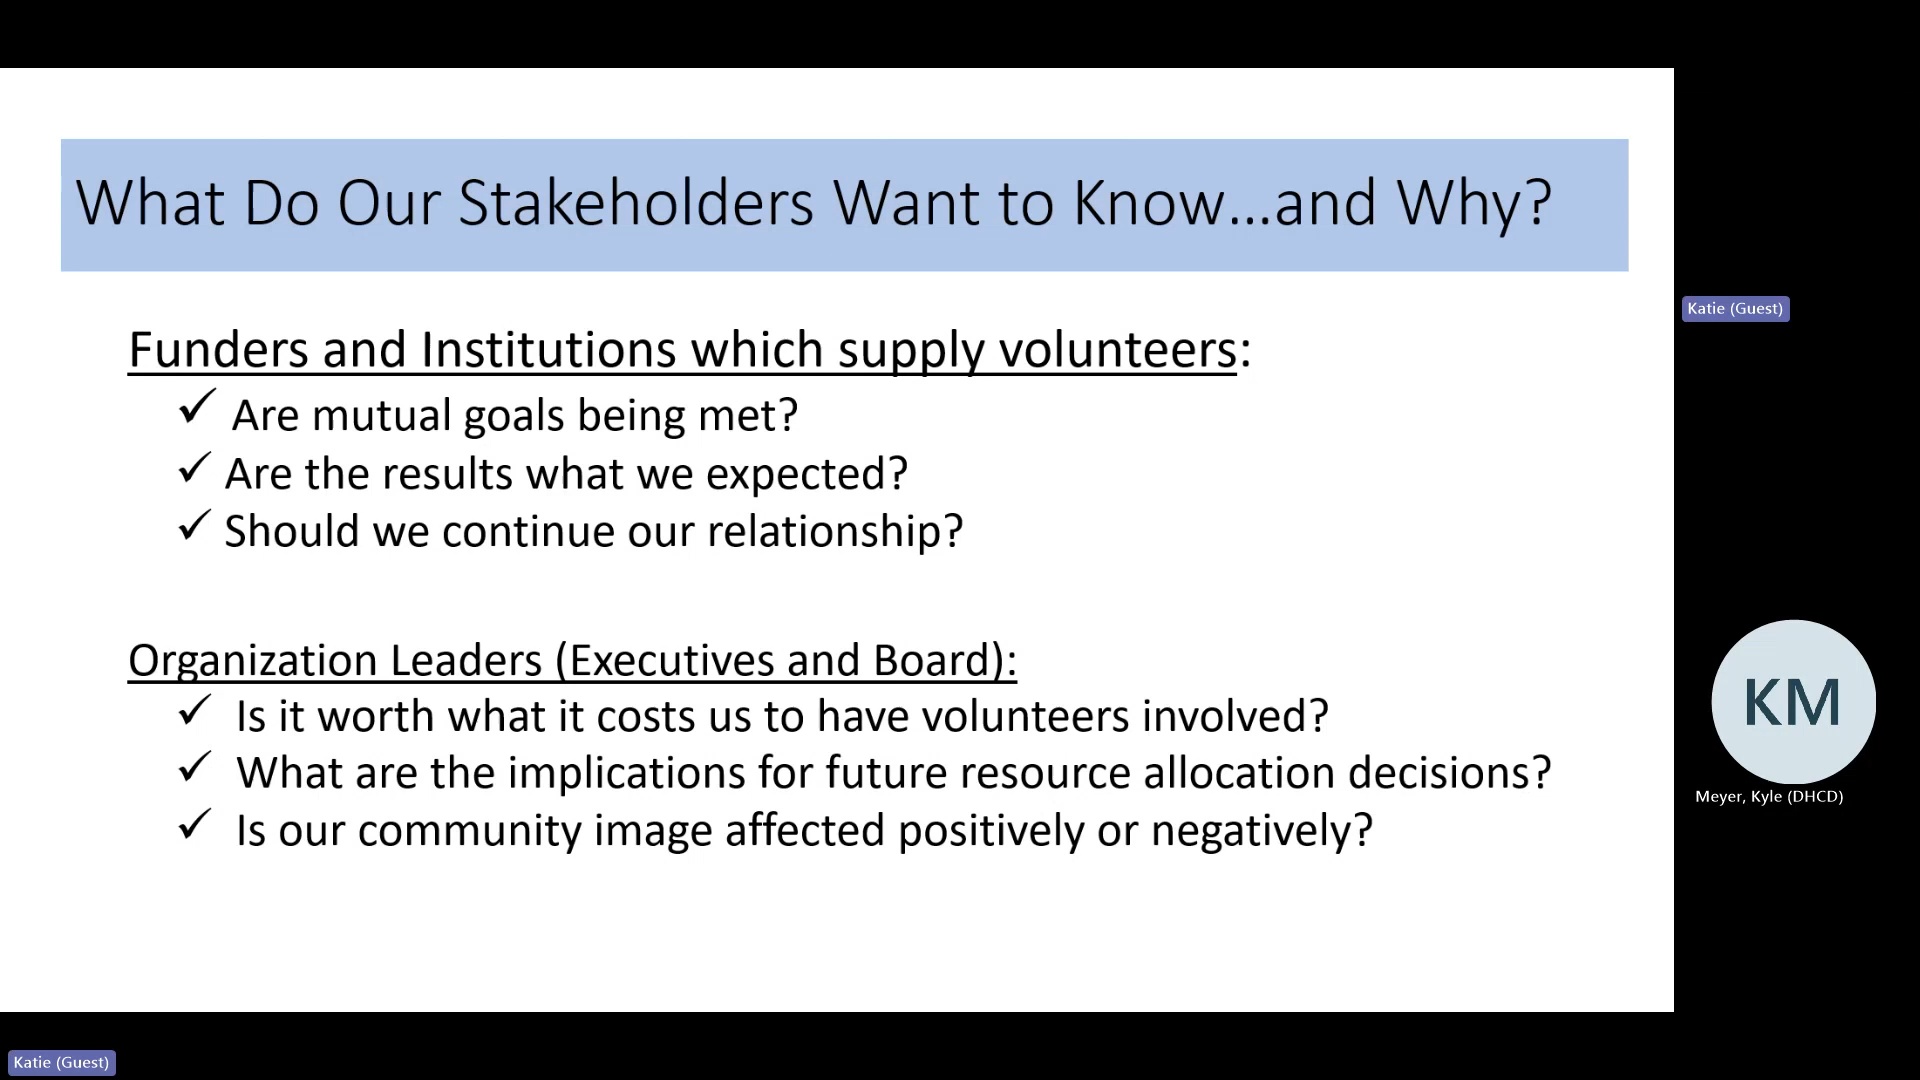 What Do Our Stakeholders Want to Know...and Why?
Funders and Institutions which supply volunteers:
✓ Are mutual goals being met?
✓ Are the results what we expected?
✓ Should we continue our relationship?
Organization Leaders (Executives and Board):
✓ Is it worth what it costs us to have volunteers involved?
✓ What are the implications for future resource allocation decisions?
✓ Is our community image affected positively or negatively?
Katie (Guest)
KM
Meyer, Kyle (DHCD)
Katie (Guest)